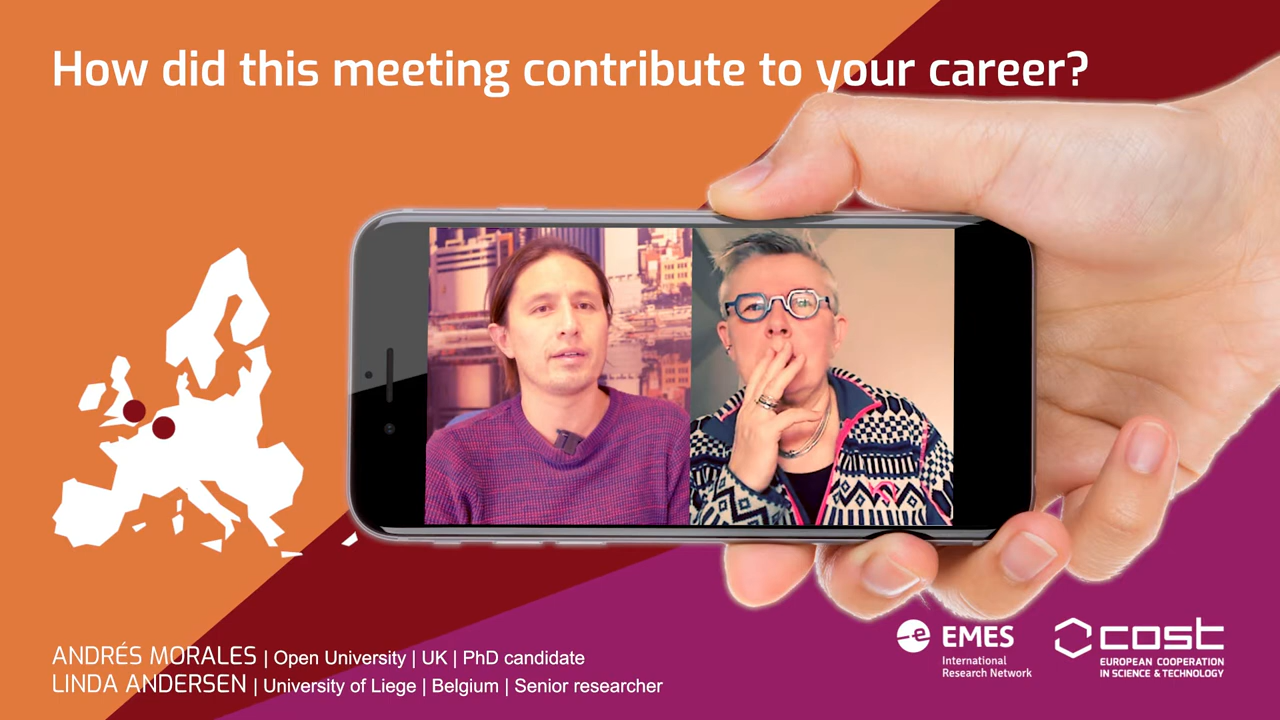 How did this meeting contribute to your career?
ANDRÉS MORALES | Open University | UK | PhD candidate
LINDA ANDERSEN | University of Liege | Belgium | Senior researcher
EMES
International
Research Network
cost
EUROPEAN COOPERATION
IN SCIENCE & TECHNOLOGY